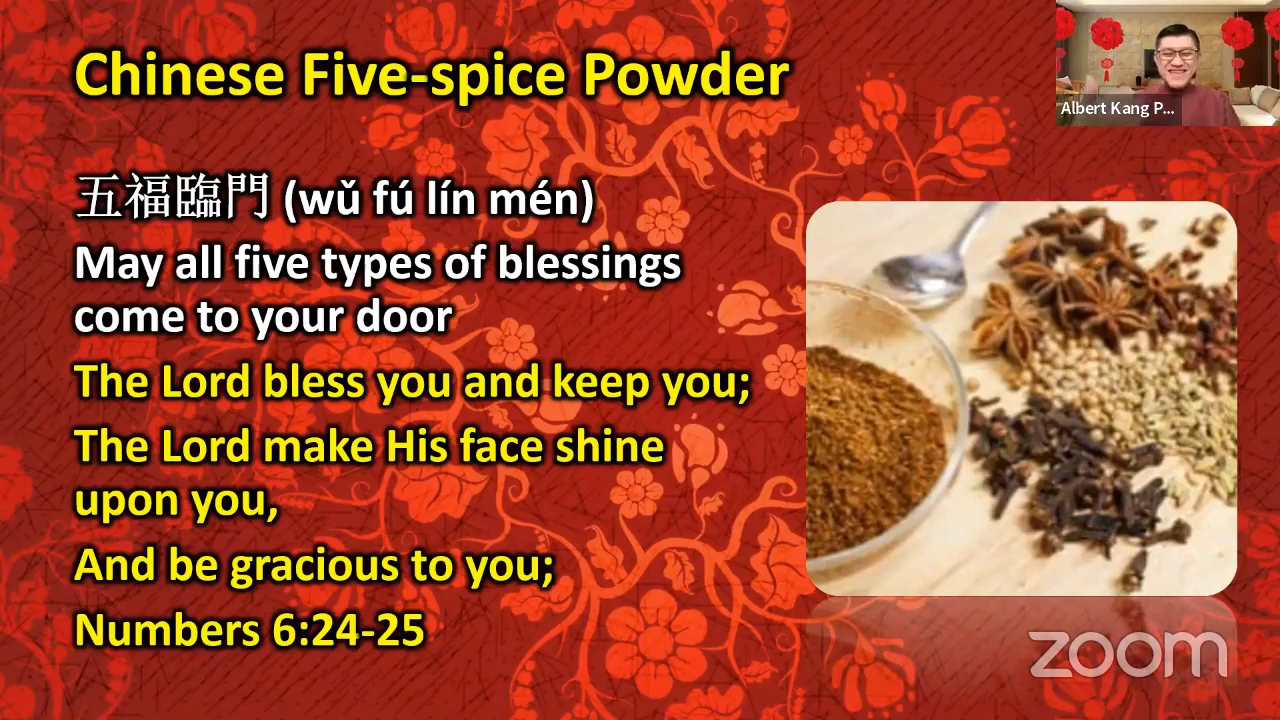 Chinese Five-spice Powder
Albert Kang P...
五福臨門 (wǔ fú lín mén)
May all five types of blessings
come to your door
The Lord bless you and keep you;
The Lord make His face shine
upon you,
And be gracious to you;
Numbers 6:24-25
zoom